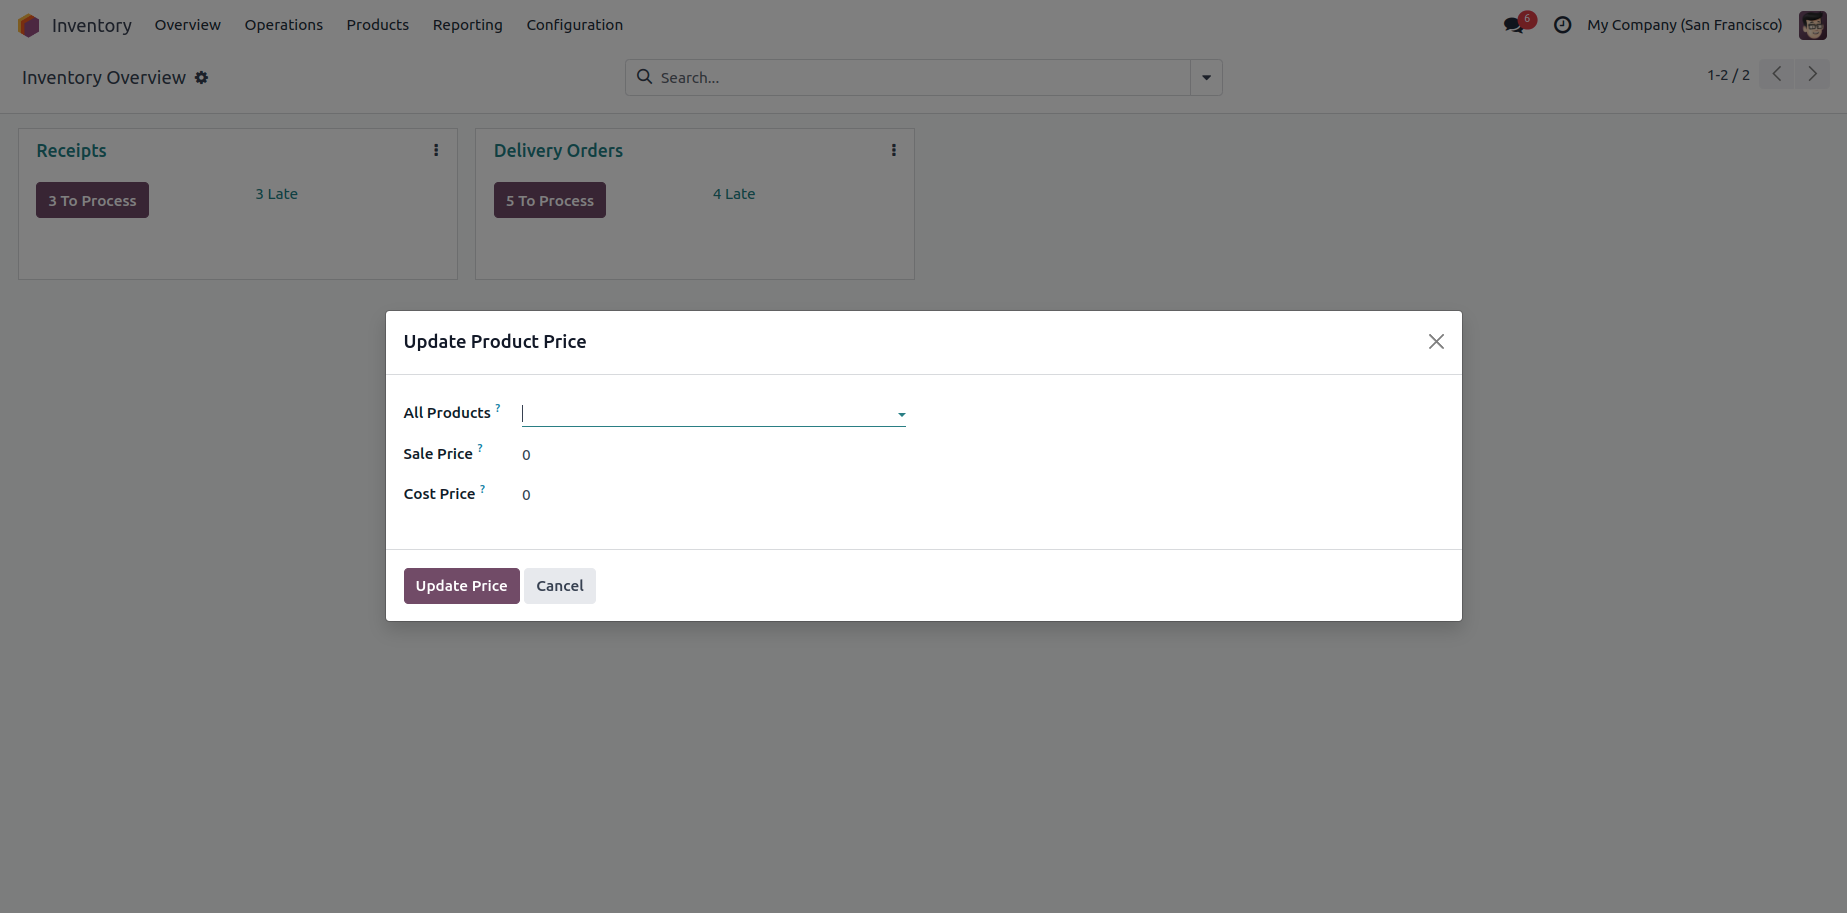 Inventory Overview Operations Products Reporting Configuration 6 My Company (San Francisco)
Inventory Overview Search... 1-2 / 2
Receipts Delivery Orders
3 To Process 3 Late 5 To Process 4 Late
Update Product Price
All Products ?
Sale Price ? 0
Cost Price ? 0
Update Price Cancel